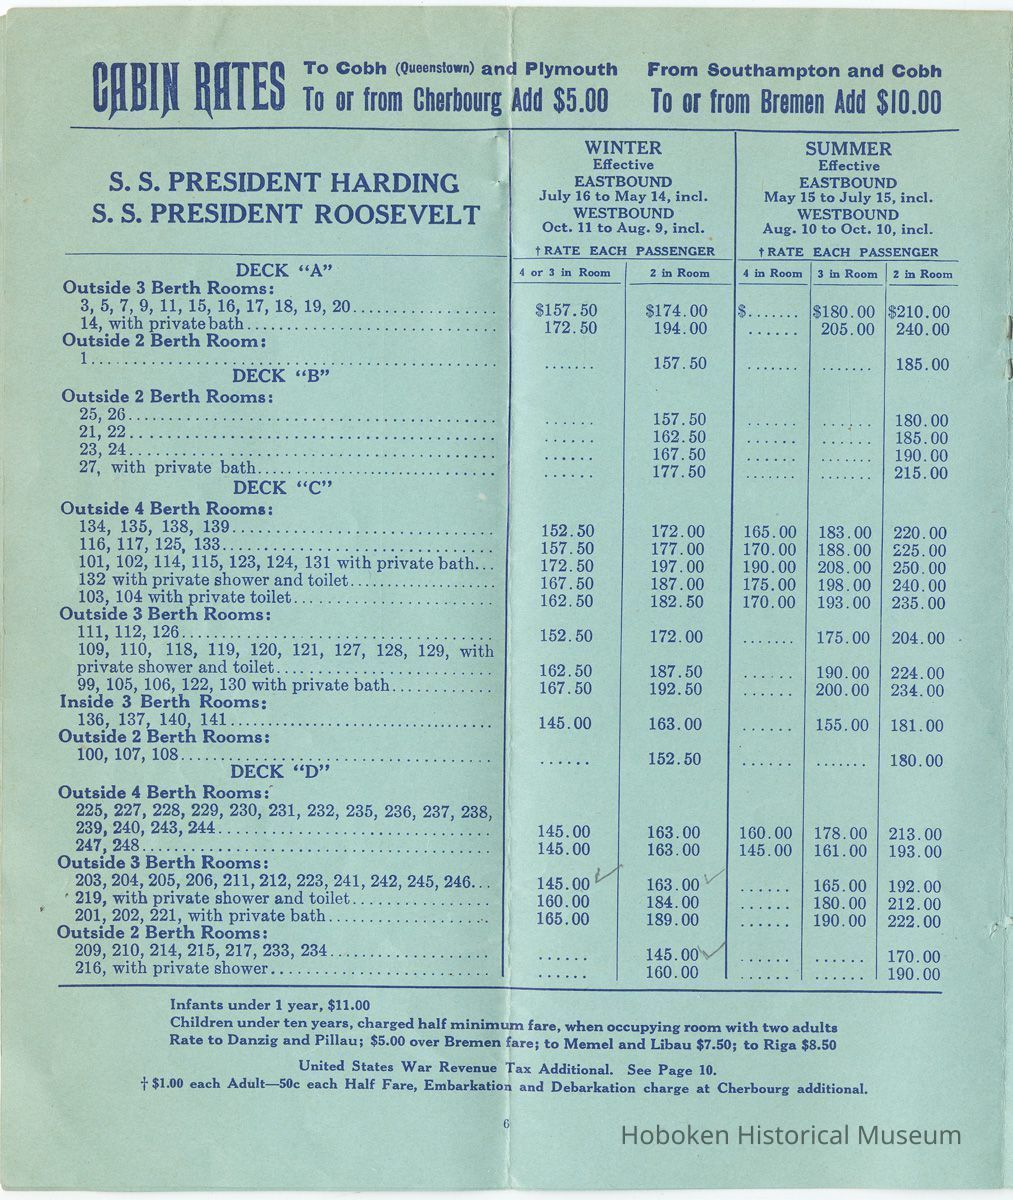 CABIN RATES To Cobh (Queenstown) and Plymouth From Southampton and Cobh
To or from Cherbourg Add $5.00 To or from Bremen Add $10.00
S. S. PRESIDENT HARDING
S. S. PRESIDENT ROOSEVELT
WINTER
Effective
EASTBOUND
July 16 to May 14, incl.
WESTBOUND
Oct. 11 to Aug. 9, incl.
†RATE EACH PASSENGER
4 or 3 in Room 2 in Room
SUMMER
Effective
EASTBOUND
May 15 to July 15, incl.
WESTBOUND
Aug. 10 to Oct. 10, incl.
†RATE EACH PASSENGER
4 in Room 3 in Room 2 in Room
DECK "A"
Outside 3 Berth Rooms:
3, 5, 7, 9, 11, 15, 16, 17, 18, 19, 20 $157.50 $174.00 $....... $180.00 $210.00
14, with private bath 172.50 194.00 ...... 205.00 240.00
Outside 2 Berth Room:
1 ....... 157.50 ....... ....... 185.00
DECK "B"
Outside 2 Berth Rooms:
25, 26 ...... 157.50 ...... ....... 180.00
21, 22 ...... 162.50 ...... ....... 185.00
23, 24 ...... 167.50 ...... ....... 190.00
27, with private bath ...... 177.50 ...... ....... 215.00
DECK "C"
Outside 4 Berth Rooms:
134, 135, 138, 139 152.50 172.00 165.00 183.00 220.00
116, 117, 125, 133 157.50 177.00 170.00 188.00 225.00
101, 102, 114, 115, 123, 124, 131 with private bath... 172.50 197.00 190.00 208.00 250.00
132 with private shower and toilet 167.50 187.00 175.00 198.00 240.00
103, 104 with private toilet 162.50 182.50 170.00 193.00 235.00
Outside 3 Berth Rooms:
111, 112, 126 152.50 172.00 ....... 175.00 204.00
109, 110, 118, 119, 120, 121, 127, 128, 129, with
private shower and toilet 162.50 187.50 ...... 190.00 224.00
99, 105, 106, 122, 130 with private bath 167.50 192.50 ...... 200.00 234.00
Inside 3 Berth Rooms:
136, 137, 140, 141 145.00 163.00 ...... 155.00 181.00
Outside 2 Berth Rooms:
100, 107, 108 ...... 152.50 ...... ....... 180.00
DECK "D"
Outside 4 Berth Rooms:
225, 227, 228, 229, 230, 231, 232, 235, 236, 237, 238,
239, 240, 243, 244 145.00 163.00 160.00 178.00 213.00
247, 248 145.00 163.00 145.00 161.00 193.00
Outside 3 Berth Rooms:
203, 204, 205, 206, 211, 212, 223, 241, 242, 245, 246... 145.00 163.00 ...... 165.00 192.00
219, with private shower and toilet 160.00 184.00 ...... 180.00 212.00
201, 202, 221, with private bath 165.00 189.00 ...... 190.00 222.00
Outside 2 Berth Rooms:
209, 210, 214, 215, 217, 233, 234 ...... 145.00 ...... ...... 170.00
216, with private shower ...... 160.00 ...... ...... 190.00
Infants under 1 year, $11.00
Children under ten years, charged half minimum fare, when occupying room with two adults
Rate to Danzig and Pillau; $5.00 over Bremen fare; to Memel and Libau $7.50; to Riga $8.50
United States War Revenue Tax Additional. See Page 10.
†$1.00 each Adult—50c each Half Fare, Embarkation and Debarkation charge at Cherbourg additional.
6
Hoboken Historical Museum